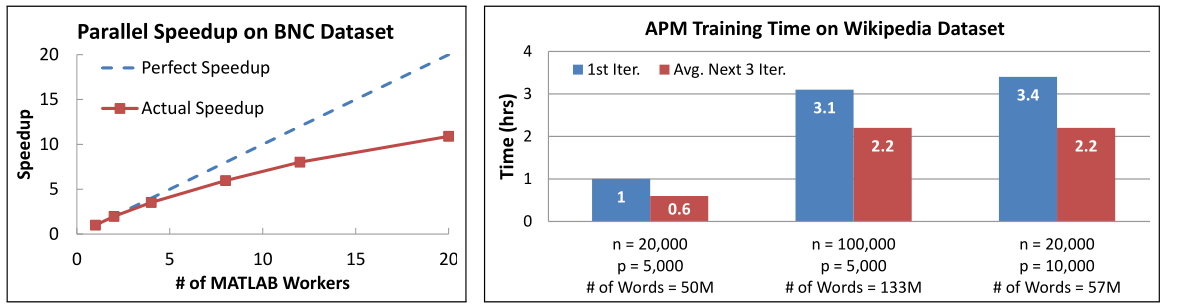 Parallel Speedup on BNC Dataset
20
15
10
5
0
Speedup
Perfect Speedup
Actual Speedup
0 5 10 15 20
# of MATLAB Workers
APM Training Time on Wikipedia Dataset
4
3
2
1
0
Time (hrs)
1st Iter. Avg. Next 3 Iter.
1 0.6 3.1 2.2 3.4 2.2
n = 20,000 n = 100,000 n = 20,000
p = 5,000 p = 5,000 p = 10,000
# of Words = 50M # of Words = 133M # of Words = 57M